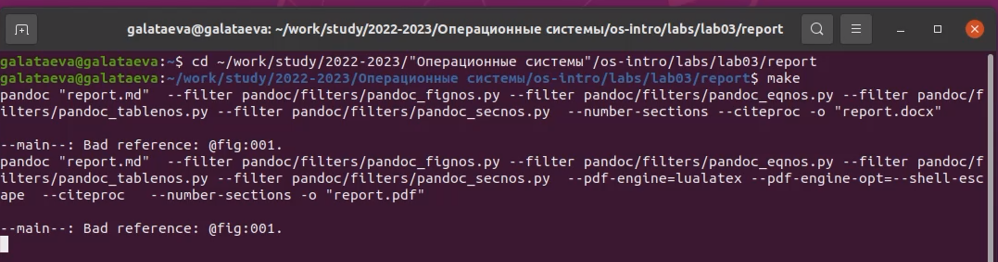 galataeva@galataeva: ~/work/study/2022-2023/Операционные системы/os-intro/labs/lab03/report
galataeva@galataeva:~$ cd ~/work/study/2022-2023/"Операционные системы"/os-intro/labs/lab03/report
galataeva@galataeva:~/work/study/2022-2023/Операционные системы/os-intro/labs/lab03/report$ make
pandoc "report.md"  --filter pandoc/filters/pandoc_fignos.py --filter pandoc/filters/pandoc_eqnos.py --filter pandoc/f
ilters/pandoc_tablenos.py --filter pandoc/filters/pandoc_secnos.py  --number-sections --citeproc -o "report.docx"
--main--: Bad reference: @fig:001.
pandoc "report.md"  --filter pandoc/filters/pandoc_fignos.py --filter pandoc/filters/pandoc_eqnos.py --filter pandoc/f
ilters/pandoc_tablenos.py --filter pandoc/filters/pandoc_secnos.py  --pdf-engine=lualatex --pdf-engine-opt=--shell-esc
ape  --citeproc   --number-sections -o "report.pdf"
--main--: Bad reference: @fig:001.